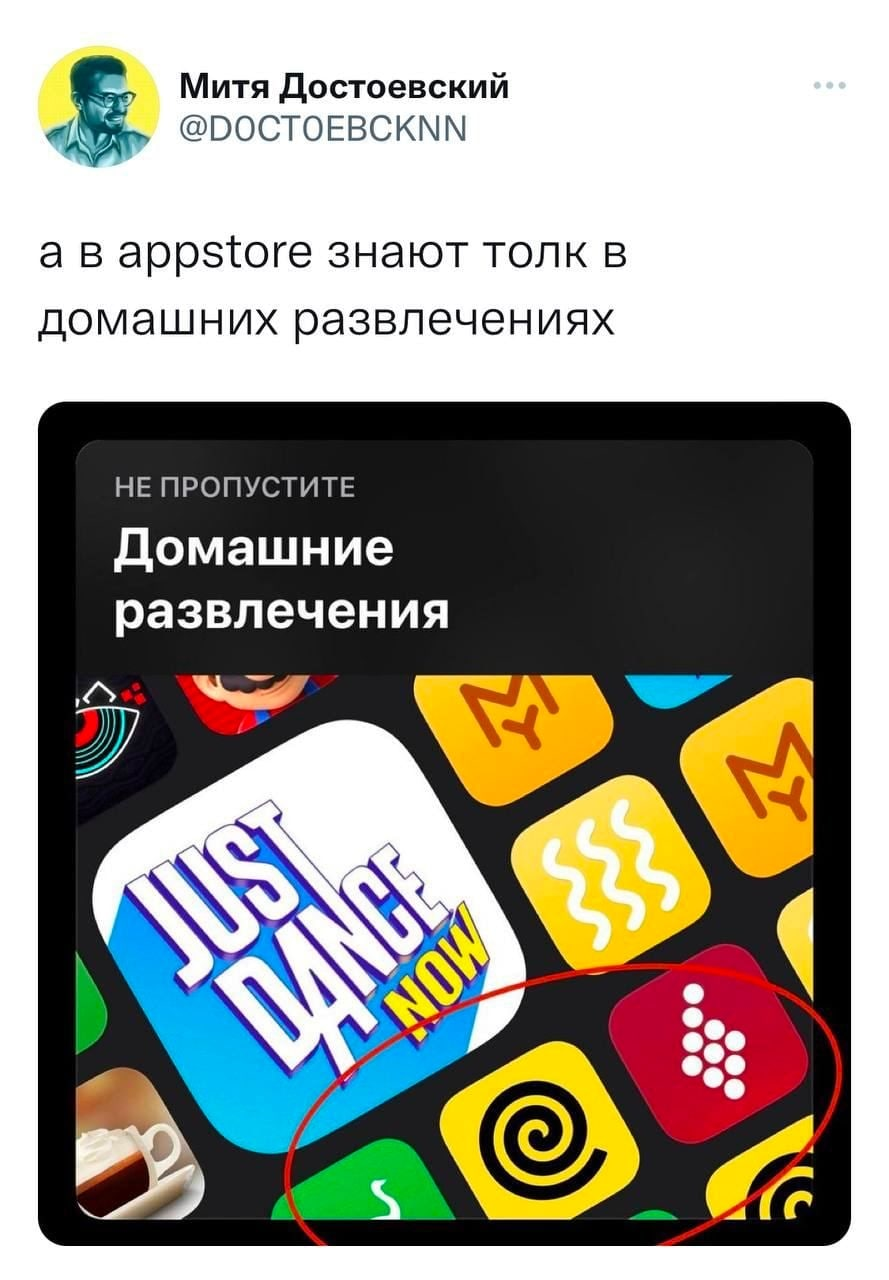 Митя Достоевский
@DOCTOEBCKNN
а в appstore знают толк в
домашних развлечениях
НЕ ПРОПУСТИТЕ
Домашние
развлечения
JUST
DANCE
NOW